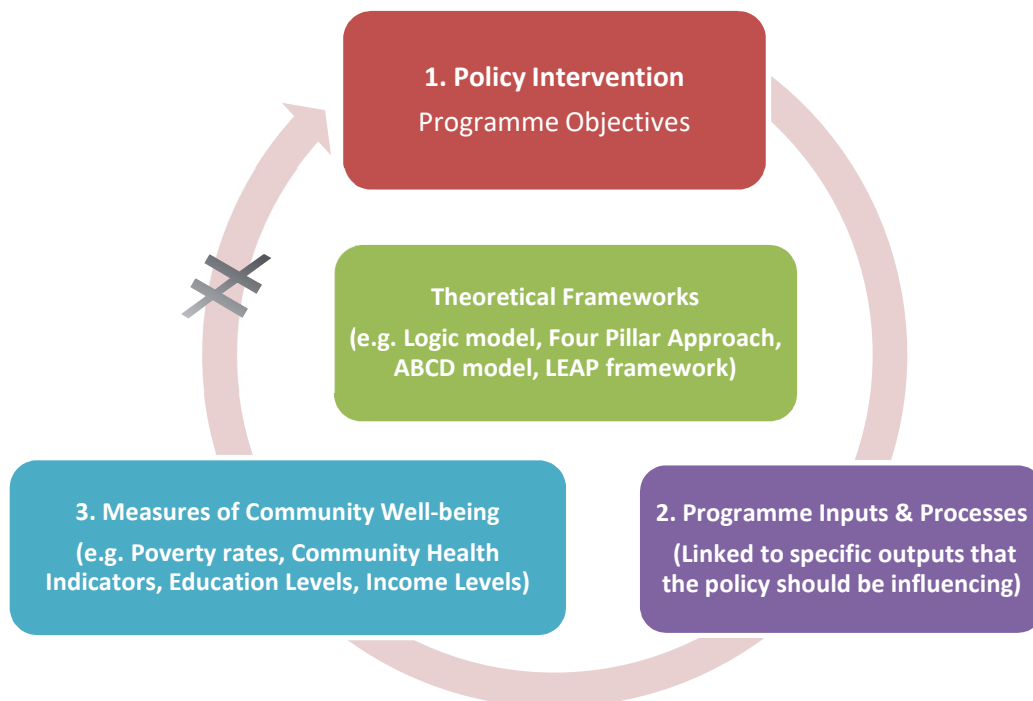 1. Policy Intervention
Programme Objectives
Theoretical Frameworks
(e.g. Logic model, Four Pillar Approach,
ABCD model, LEAP framework)
2. Programme Inputs & Processes
(Linked to specific outputs that
the policy should be influencing)
3. Measures of Community Well-being
(e.g. Poverty rates, Community Health
Indicators, Education Levels, Income Levels)